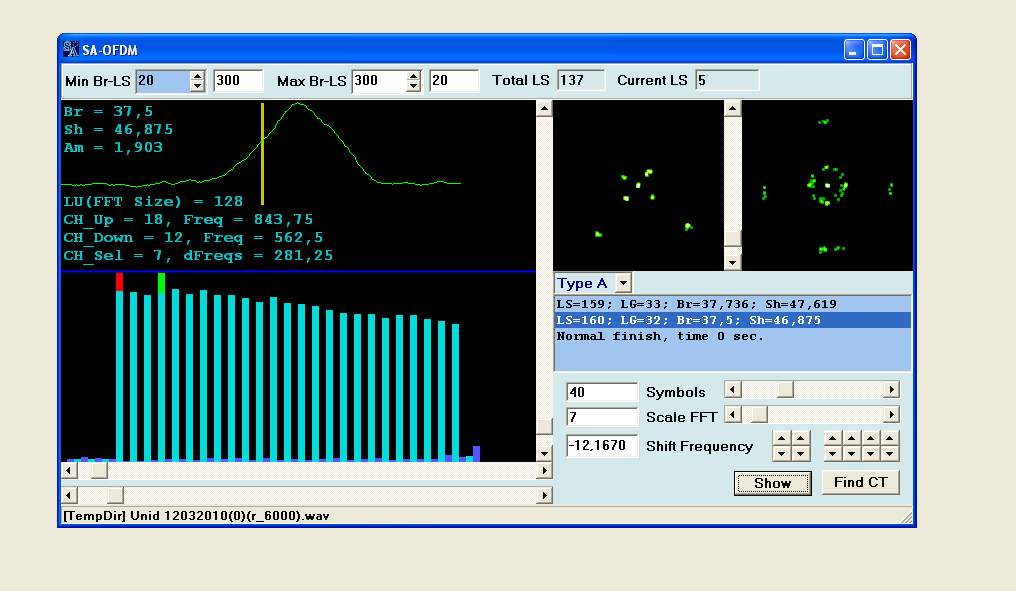 SA-OFDM
Min Br-LS 20 300 Max Br-LS 300 20 Total LS 137 Current LS 5
Br = 37,5
Sh = 46,875
Am = 1,903
LU(FFT Size) = 128
CH_Up = 18, Freq = 843,75
CH_Down = 12, Freq = 562,5
CH_Sel = 7, dFreqs = 281,25
Type A
LS=159; LG=33; Br=37,736; Sh=47,619
LS=160; LG=32; Br=37,5; Sh=46,875
Normal finish, time 0 sec.
40 Symbols
7 Scale FFT
-12,1670 Shift Frequency
Show Find CT
[TempDir] Unid 12032010(0)(r_6000).wav